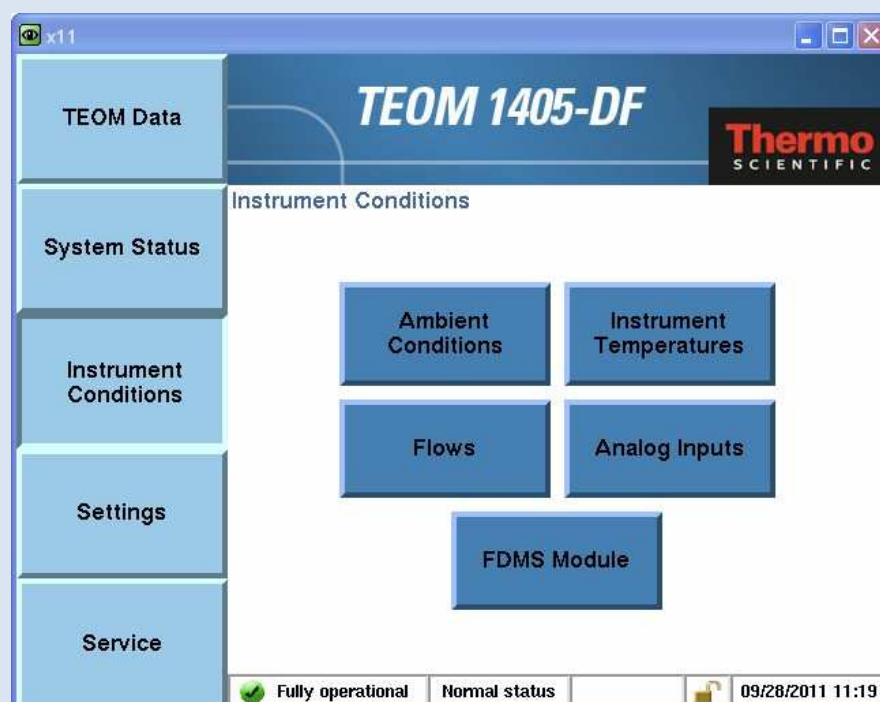 x11
TEOM Data
TEOM 1405-DF
Thermo
SCIENTIFIC
Instrument Conditions
System Status
Instrument
Conditions
Settings
Service
Ambient
Conditions
Instrument
Temperatures
Flows
Analog Inputs
FDMS Module
Fully operational
Normal status
09/28/2011 11:19